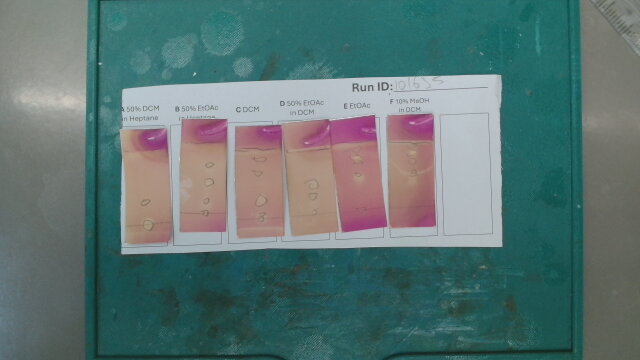 Run ID: 101655
A 50% DCM
in Heptane
B 50% EtOAc
in Heptane
C DCM
D 50% EtOAc
in DCM
E EtOAc
F 10% MeOH
in DCM